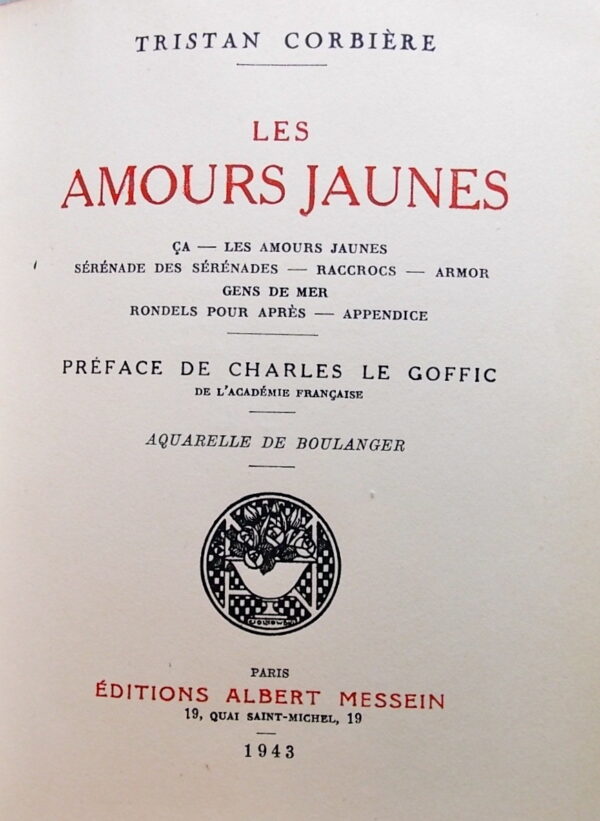 TRISTAN CORBIÈRE
LES
AMOURS JAUNES
ÇA — LES AMOURS JAUNES
SÉRÉNADE DES SÉRÉNADES — RACCROCS — ARMOR
GENS DE MER
RONDELS POUR APRÈS — APPENDICE
PRÉFACE DE CHARLES LE GOFFIC
DE L'ACADÉMIE FRANÇAISE
AQUARELLE DE BOULANGER
PARIS
ÉDITIONS ALBERT MESSEIN
19, QUAI SAINT-MICHEL, 19
1943